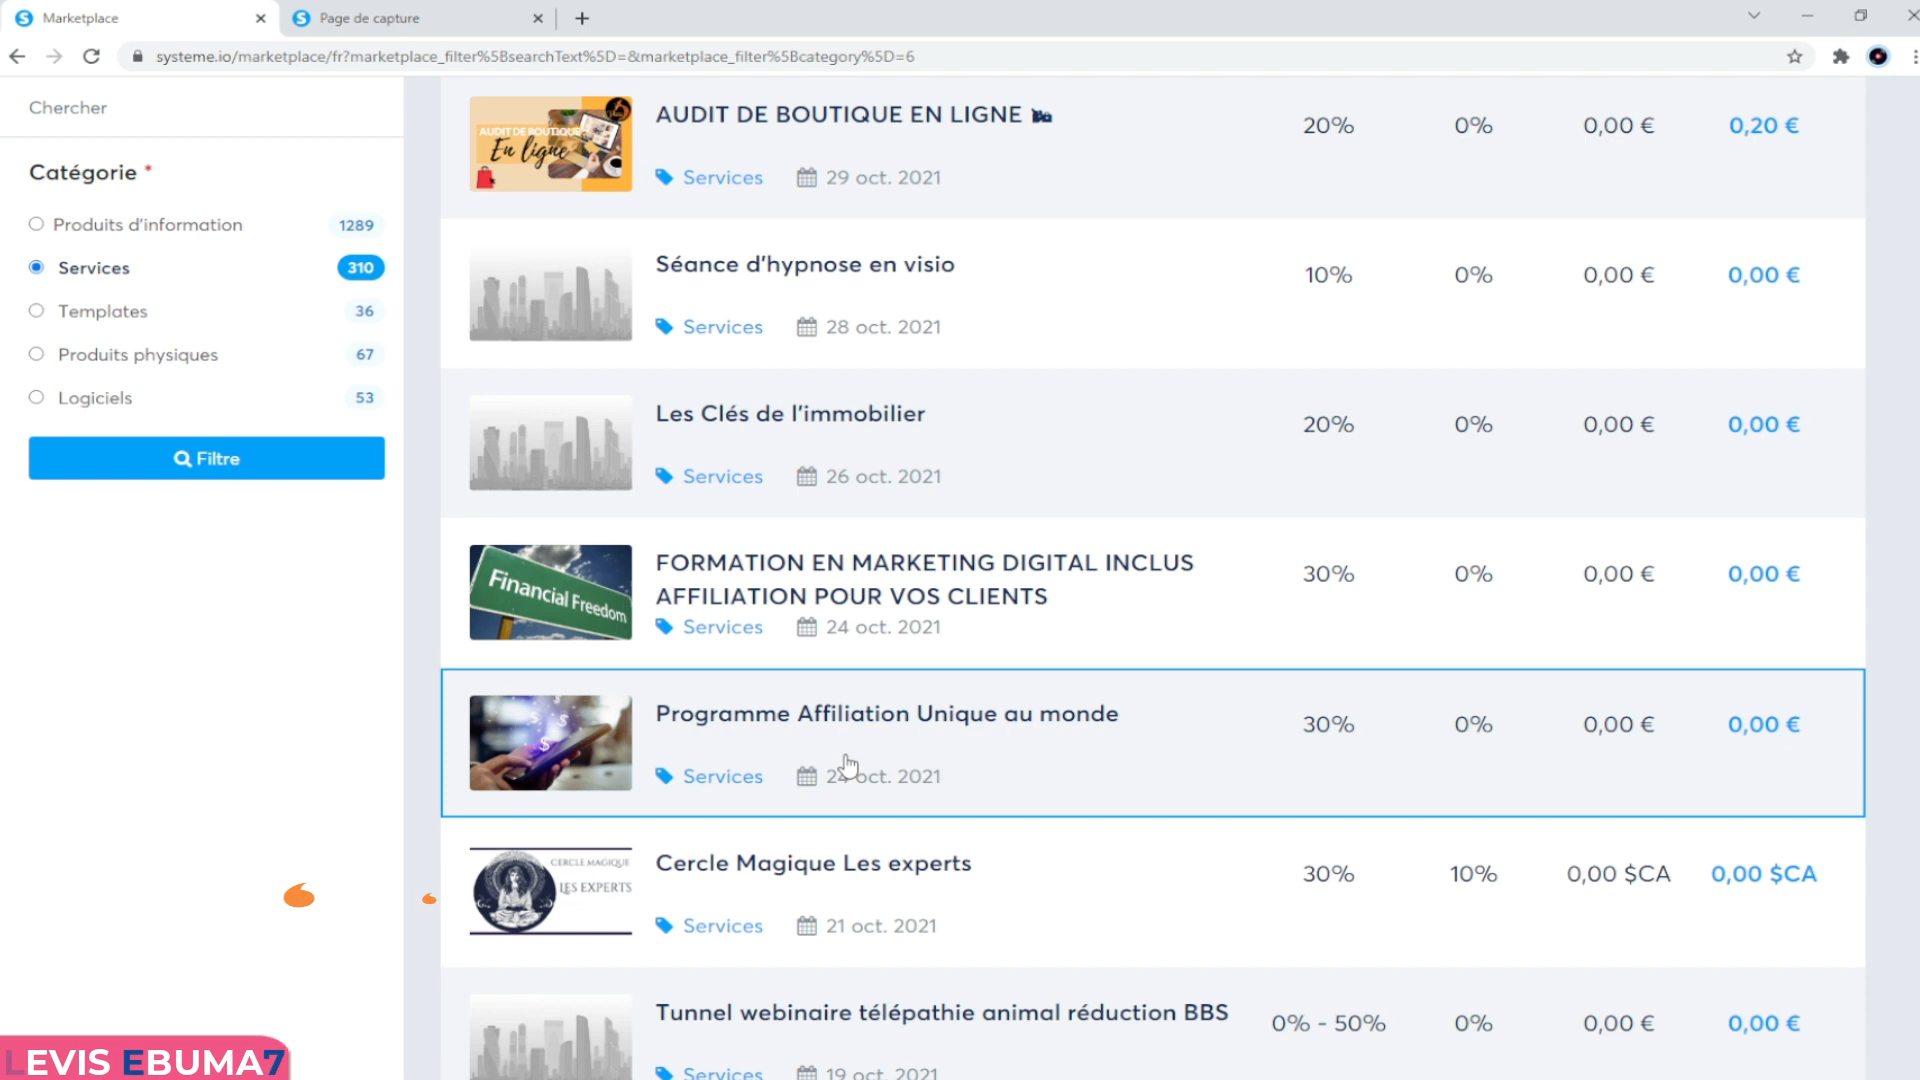 Marketplace
Page de capture
systeme.io/marketplace/fr?marketplace_filter%5BsearchText%5D=&marketplace_filter%5Bcategory%5D=6
Chercher
Catégorie *
Produits d'information 1289
Services 310
Templates 36
Produits physiques 67
Logiciels 53
Filtre
AUDIT DE BOUTIQUE
En ligne
AUDIT DE BOUTIQUE EN LIGNE
20% 0% 0,00 € 0,20 €
Services 29 oct. 2021
Séance d'hypnose en visio
10% 0% 0,00 € 0,00 €
Services 28 oct. 2021
Les Clés de l'immobilier
20% 0% 0,00 € 0,00 €
Services 26 oct. 2021
Financial Freedom
FORMATION EN MARKETING DIGITAL INCLUS
AFFILIATION POUR VOS CLIENTS
30% 0% 0,00 € 0,00 €
Services 24 oct. 2021
Programme Affiliation Unique au monde
30% 0% 0,00 € 0,00 €
Services 24 oct. 2021
CERCLE MAGIQUE
LES EXPERTS
Cercle Magique Les experts
30% 10% 0,00 $CA 0,00 $CA
Services 21 oct. 2021
Tunnel webinaire télépathie animal réduction BBS
0% - 50% 0% 0,00 € 0,00 €
Services 19 oct. 2021
LEVIS EBUMA7